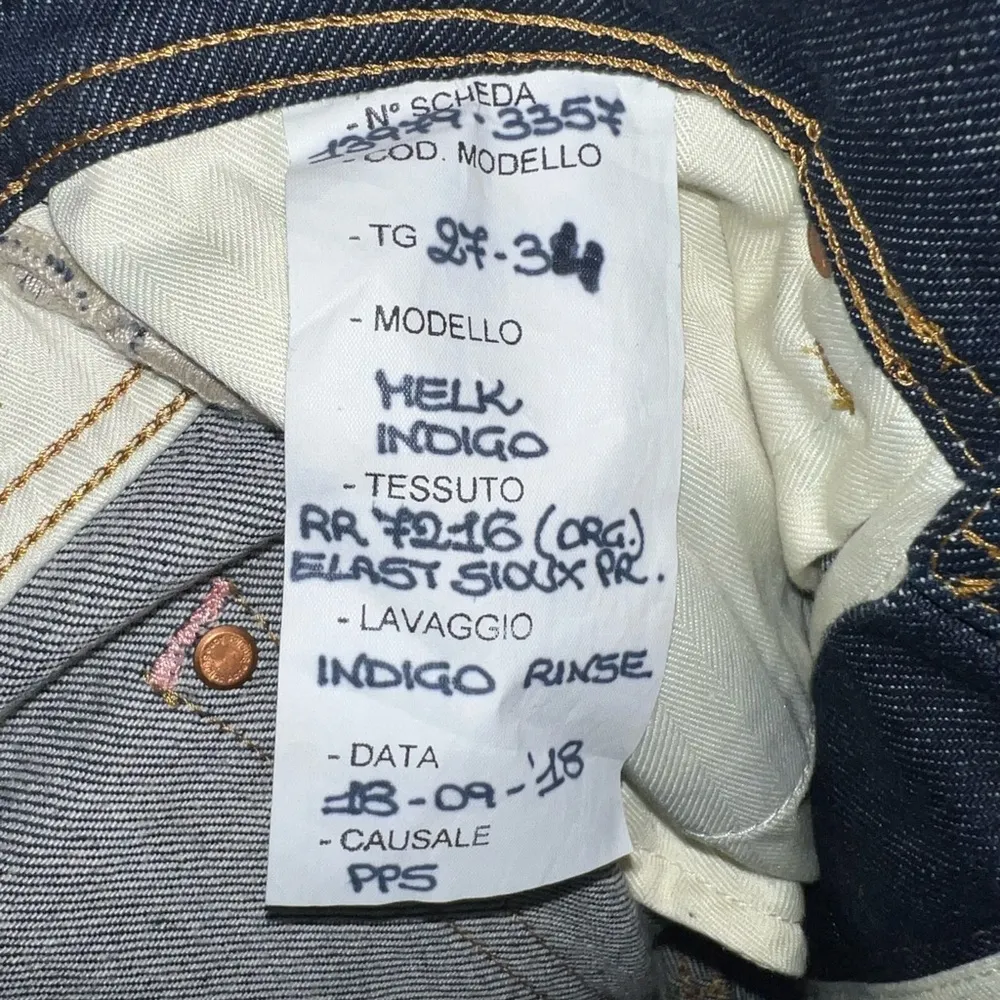 - N° SCHEDA
13979.3357
- COD. MODELLO
- TG 27-34
- MODELLO
HELK
INDIGO
- TESSUTO
RR 7216 (ORG.)
ELAST SIOUX PR.
- LAVAGGIO
INDIGO RINSE
- DATA
18-09-'18
- CAUSALE
PPS